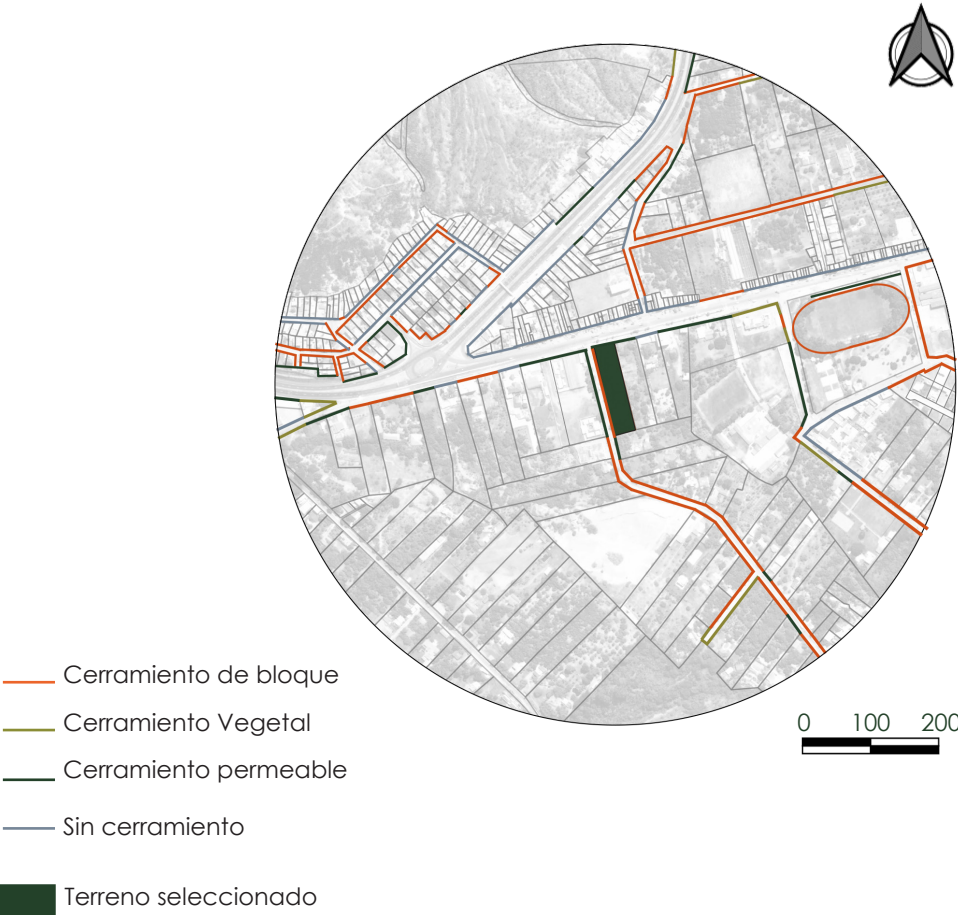 Cerramiento de bloque
Cerramiento Vegetal
Cerramiento permeable
Sin cerramiento
Terreno seleccionado
0 100 200